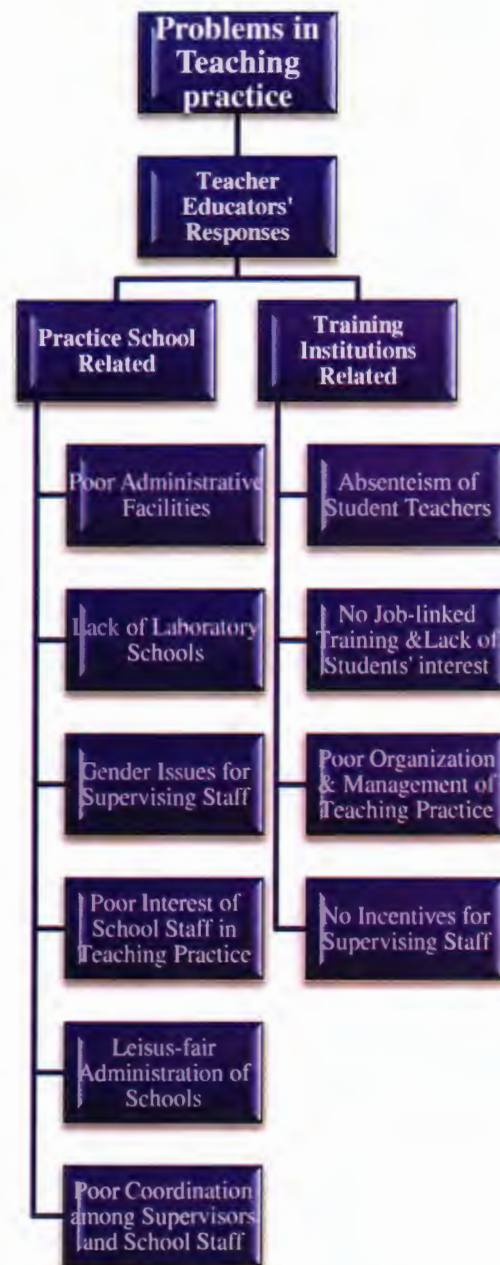 Problems in
Teaching
practice
Teacher
Educators'
Responses
Practice School
Related
Training
Institutions
Related
Poor Administrative
Facilities
Lack of Laboratory
Schools
Gender Issues for
Supervising Staff
Poor Interest of
School Staff in
Teaching Practice
Leisus-fair
Administration of
Schools
Poor Coordination
among Supervisors
and School Staff
Absenteism of
Student Teachers
No Job-linked
Training &Lack of
Students' interest
Poor Organization
& Management of
Teaching Practice
No Incentives for
Supervising Staff